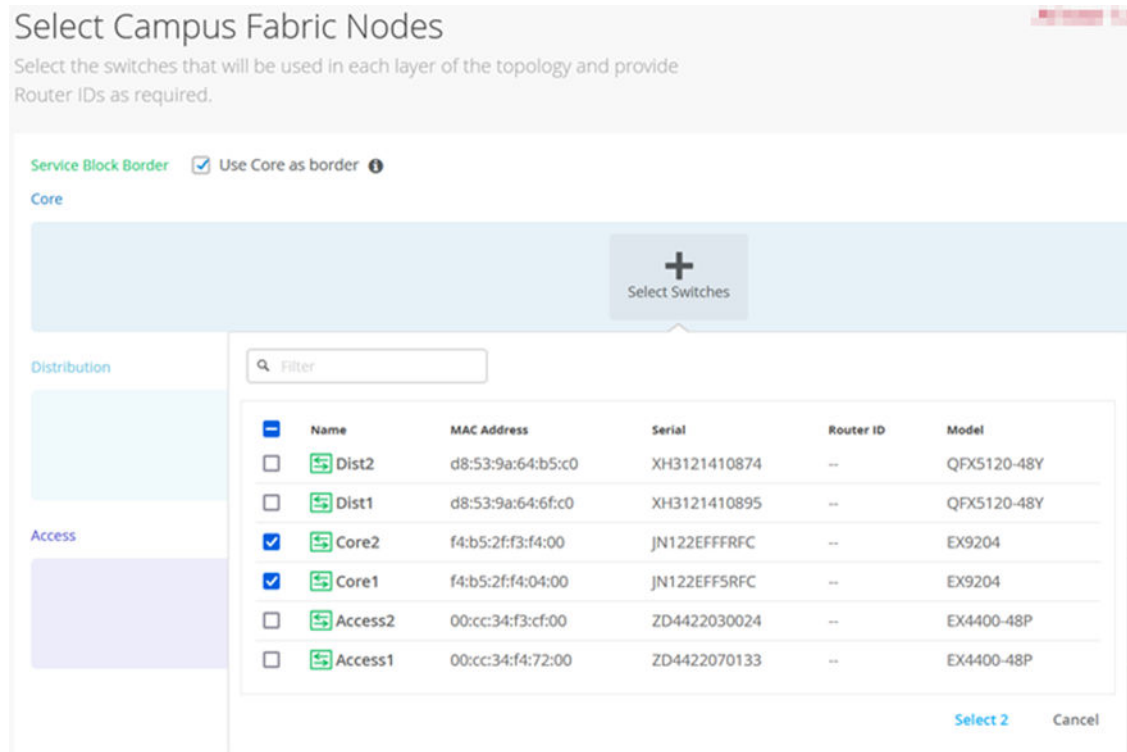 Select Campus Fabric Nodes
Select the switches that will be used in each layer of the topology and provide
Router IDs as required.
Service Block Border Use Core as border
Core
Select Switches
Distribution
Filter
Name MAC Address Serial Router ID Model
Dist2 d8:53:9a:64:b5:c0 XH3121410874 -- QFX5120-48Y
Dist1 d8:53:9a:64:6f:c0 XH3121410895 -- QFX5120-48Y
Access
Core2 f4:b5:2f:f3:f4:00 JN122EFFFRFC -- EX9204
Core1 f4:b5:2f:f4:04:00 JN122EFF5RFC -- EX9204
Access2 00:cc:34:f3:cf:00 ZD4422030024 -- EX4400-48P
Access1 00:cc:34:f4:72:00 ZD4422070133 -- EX4400-48P
Select 2 Cancel